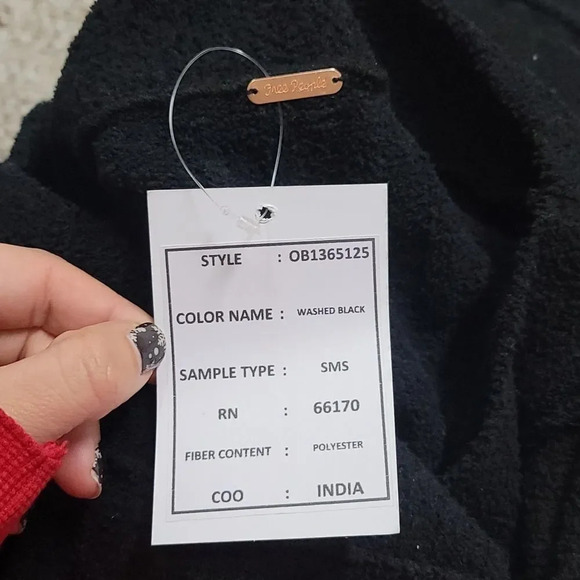 Free People
STYLE : OB1365125
COLOR NAME : WASHED BLACK
SAMPLE TYPE : SMS
RN : 66170
FIBER CONTENT : POLYESTER
COO : INDIA